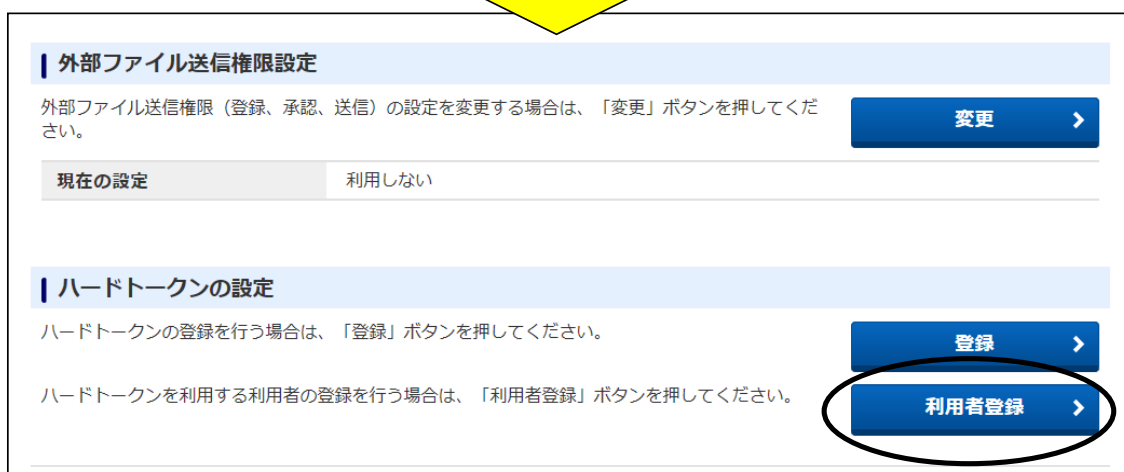 外部ファイル送信権限設定
外部ファイル送信権限（登録、承認、送信）の設定を変更する場合は、「変更」ボタンを押してくだ
さい。
変更
現在の設定 利用しない
ハードトークンの設定
ハードトークンの登録を行う場合は、「登録」ボタンを押してください。
登録
ハードトークンを利用する利用者の登録を行う場合は、「利用者登録」ボタンを押してください。
利用者登録